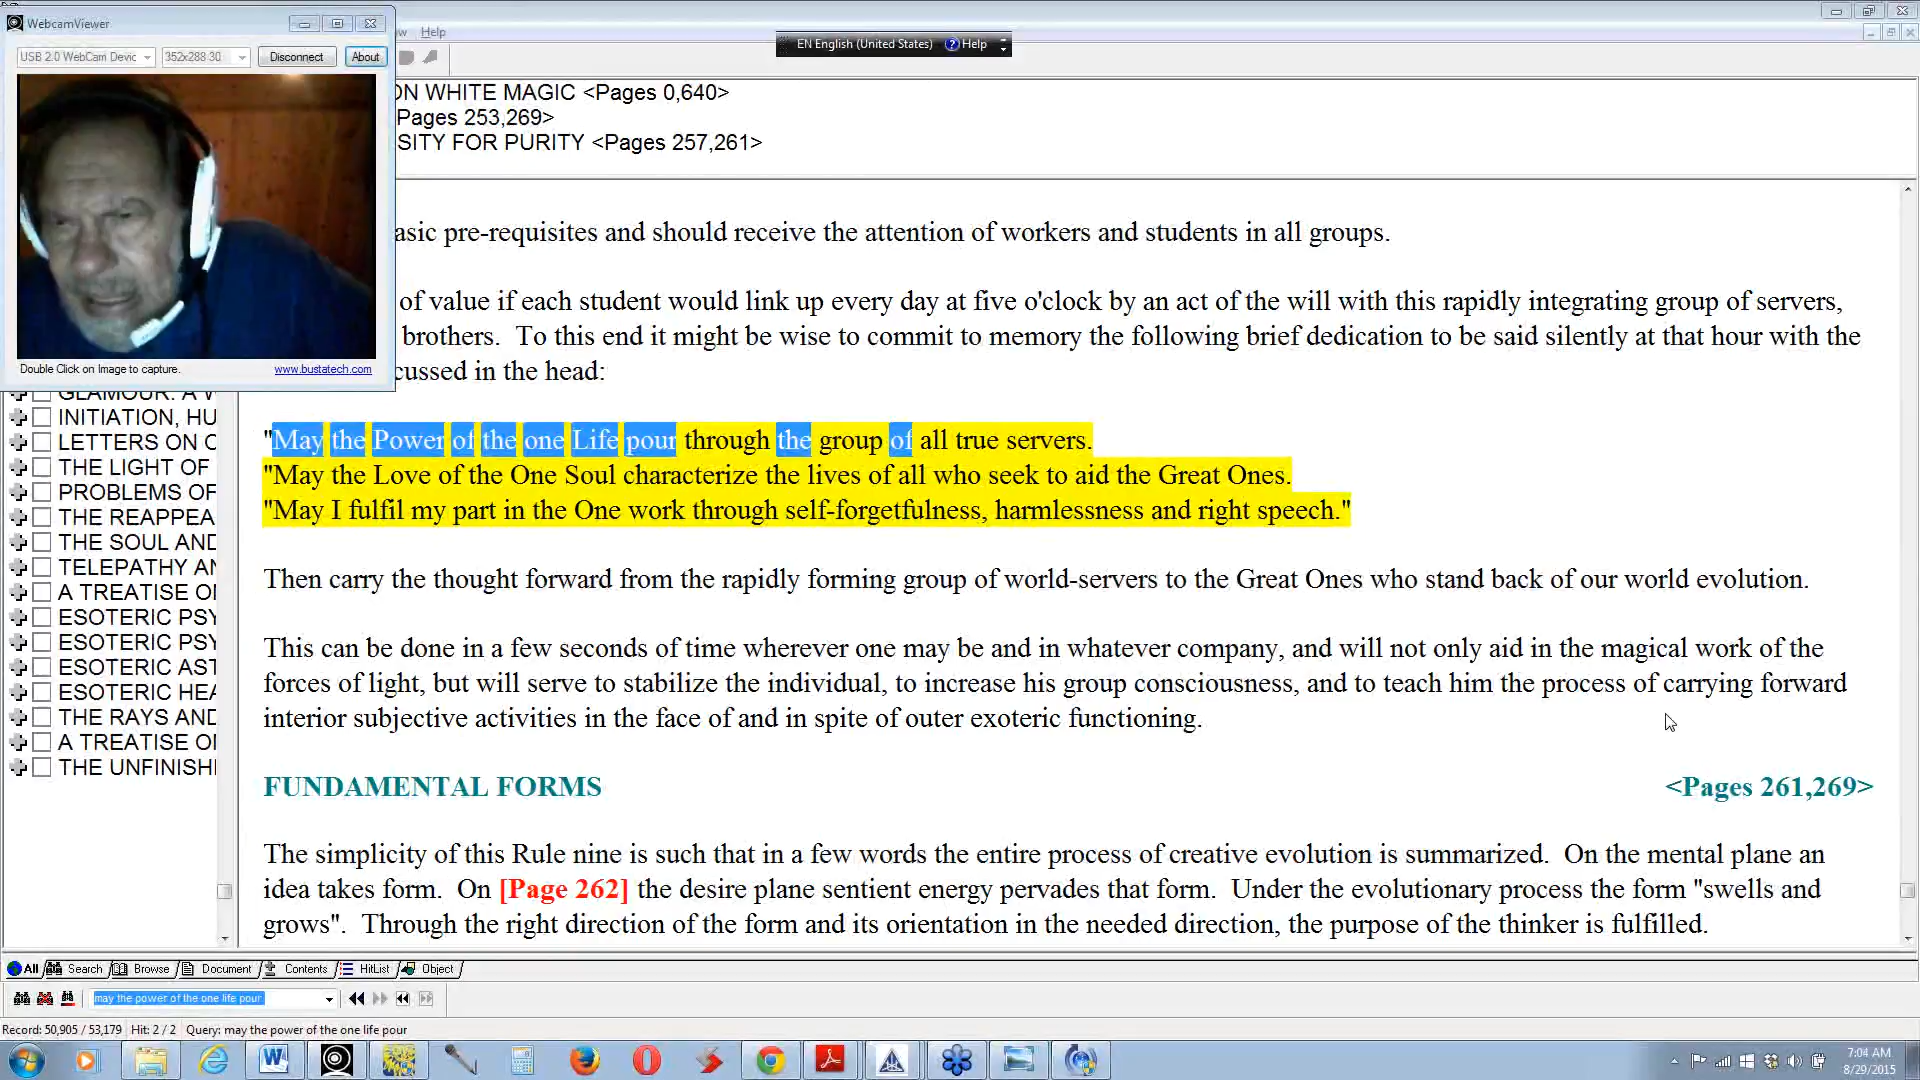 WebcamViewer
USB 2.0 WebCam Devic
352x288 30
Disconnect
About
Double Click on Image to capture.
www.bustatech.com
Help
EN English (United States)
Help
ON WHITE MAGIC <Pages 0,640>
Pages 253,269>
SITY FOR PURITY <Pages 257,261>
asic pre-requisites and should receive the attention of workers and students in all groups.
of value if each student would link up every day at five o'clock by an act of the will with this rapidly integrating group of servers,
brothers. To this end it might be wise to commit to memory the following brief dedication to be said silently at that hour with the
cussed in the head:
"May the Power of the one Life pour through the group of all true servers.
"May the Love of the One Soul characterize the lives of all who seek to aid the Great Ones.
"May I fulfil my part in the One work through self-forgetfulness, harmlessness and right speech."
Then carry the thought forward from the rapidly forming group of world-servers to the Great Ones who stand back of our world evolution.
This can be done in a few seconds of time wherever one may be and in whatever company, and will not only aid in the magical work of the
forces of light, but will serve to stabilize the individual, to increase his group consciousness, and to teach him the process of carrying forward
interior subjective activities in the face of and in spite of outer exoteric functioning.
FUNDAMENTAL FORMS <Pages 261,269>
The simplicity of this Rule nine is such that in a few words the entire process of creative evolution is summarized. On the mental plane an
idea takes form. On [Page 262] the desire plane sentient energy pervades that form. Under the evolutionary process the form "swells and
grows". Through the right direction of the form and its orientation in the needed direction, the purpose of the thinker is fulfilled.
INITIATION, HU
LETTERS ON O
THE LIGHT OF
PROBLEMS OF
THE REAPPEA
THE SOUL AND
TELEPATHY AN
A TREATISE O
ESOTERIC PSY
ESOTERIC PSY
ESOTERIC AST
ESOTERIC HEA
THE RAYS AND
A TREATISE O
THE UNFINISH
All Search Browse Document Contents HitList Object
may the power of the one life pour
Record: 50,905 / 53,179 Hit: 2 / 2 Query: may the power of the one life pour
7:04 AM
8/29/2015